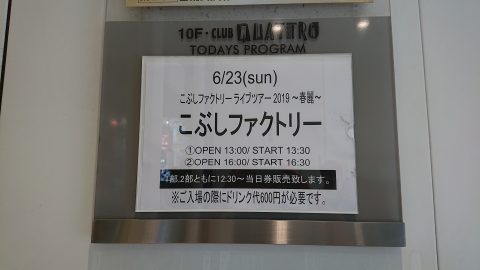 10F・CLUB QUATTRO
TODAYS PROGRAM
6/23(sun)
こぶしファクトリー ライブツアー 2019 ～春麗～
こぶしファクトリー
①OPEN 13:00/ START 13:30
②OPEN 16:00/ START 16:30
部,2部ともに12:30～当日券販売致します。
※ご入場の際にドリンク代600円が必要です。